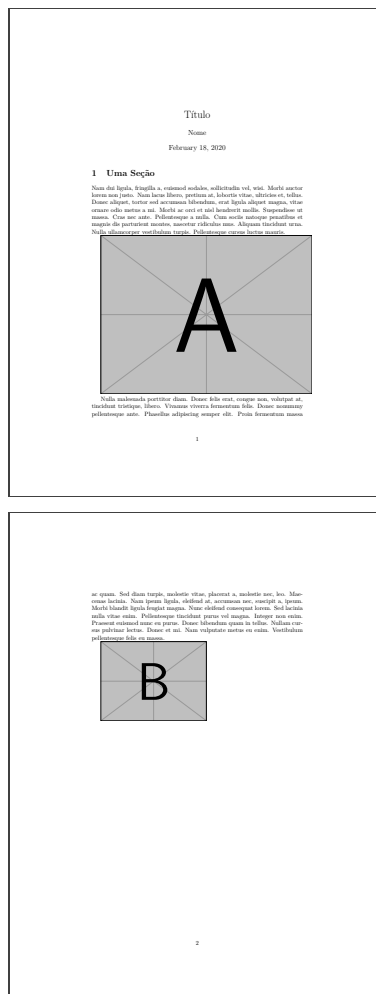 Título
Nome
February 18, 2020
1 Uma Seção
Nam dui ligula, fringilla a, euismod sodales, sollicitudin vel, wisi. Morbi auctor
lorem non justo. Nam lacus libero, pretium at, lobortis vitae, ultricies et, tellus.
Donec aliquet, tortor sed accumsan bibendum, erat ligula aliquet magna, vitae
ornare odio metus a mi. Morbi ac orci et nisl hendrerit mollis. Suspendisse ut
massa. Cras nec ante. Pellentesque a nulla. Cum sociis natoque penatibus et
magnis dis parturient montes, nascetur ridiculus mus. Aliquam tincidunt urna.
Nulla ullamcorper vestibulum turpis. Pellentesque cursus luctus mauris.
A
Nulla malesuada porttitor diam. Donec felis erat, congue non, volutpat at,
tincidunt tristique, libero. Vivamus viverra fermentum felis. Donec nonummy
pellentesque ante. Phasellus adipiscing semper elit. Proin fermentum massa
1
ac quam. Sed diam turpis, molestie vitae, placerat a, molestie nec, leo. Mae-
cenas lacinia. Nam ipsum ligula, eleifend at, accumsan nec, suscipit a, ipsum.
Morbi blandit ligula feugiat magna. Nunc eleifend consequat lorem. Sed lacinia
nulla vitae enim. Pellentesque tincidunt purus vel magna. Integer non enim.
Praesent euismod nunc eu purus. Donec bibendum quam in tellus. Nullam cur-
sus pulvinar lectus. Donec et mi. Nam vulputate metus eu enim. Vestibulum
pellentesque felis eu massa.
B
2